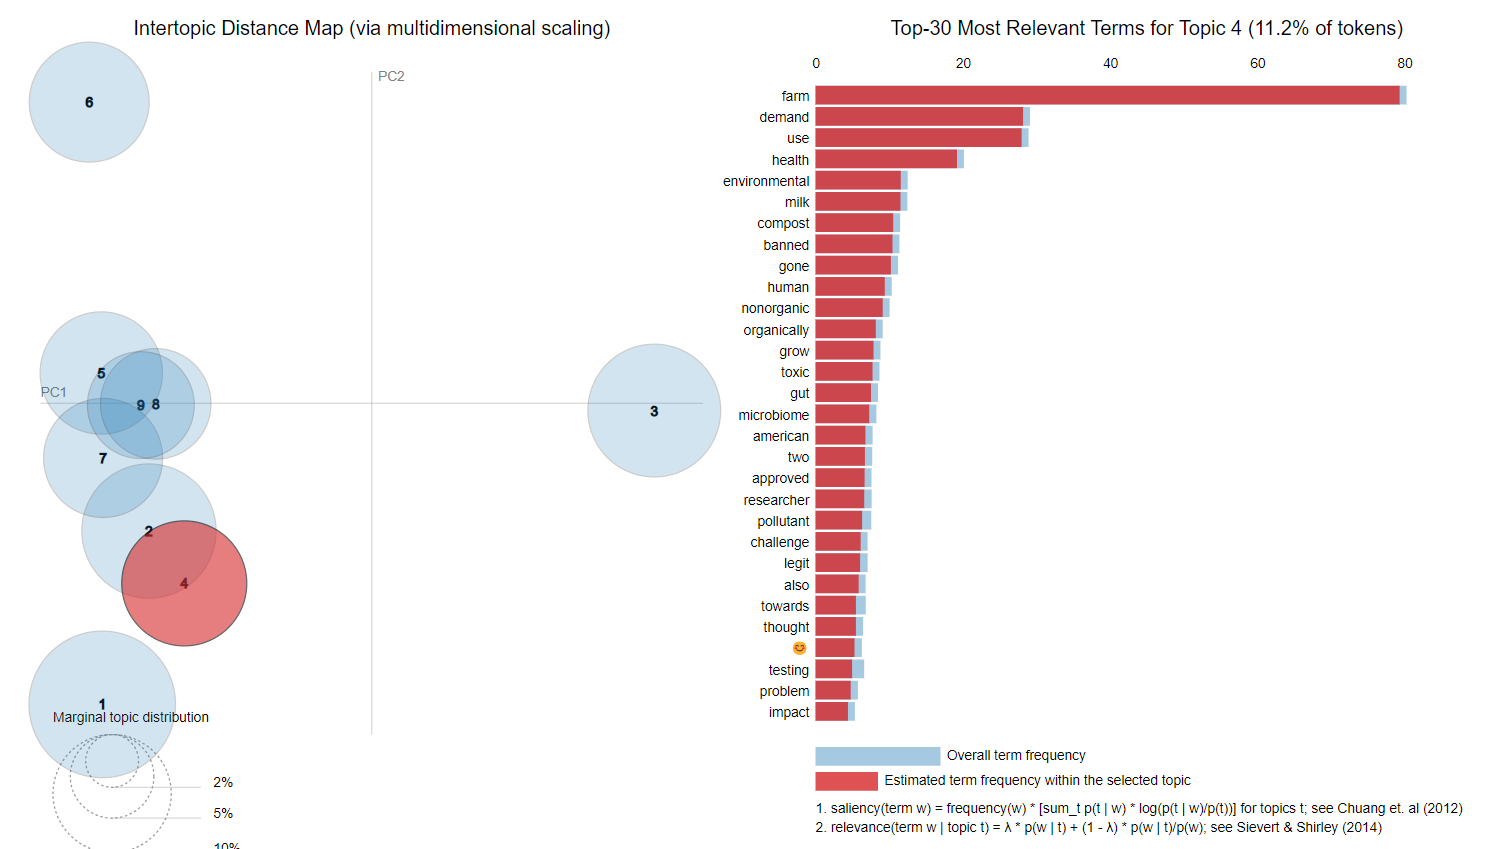 Intertopic Distance Map (via multidimensional scaling)
PC2
6
5
PC1
9
8
3
7
2
4
1
Marginal topic distribution
2%
5%
10%
Top-30 Most Relevant Terms for Topic 4 (11.2% of tokens)
0 20 40 60 80
farm
demand
use
health
environmental
milk
compost
banned
gone
human
nonorganic
organically
grow
toxic
gut
microbiome
american
two
approved
researcher
pollutant
challenge
legit
also
towards
thought
😊
testing
problem
impact
Overall term frequency
Estimated term frequency within the selected topic
1. saliency(term w) = frequency(w) * [sum_t p(t | w) * log(p(t | w)/p(t))] for topics t; see Chuang et. al (2012)
2. relevance(term w | topic t) = λ * p(w | t) + (1 - λ) * p(w | t)/p(w); see Sievert & Shirley (2014)